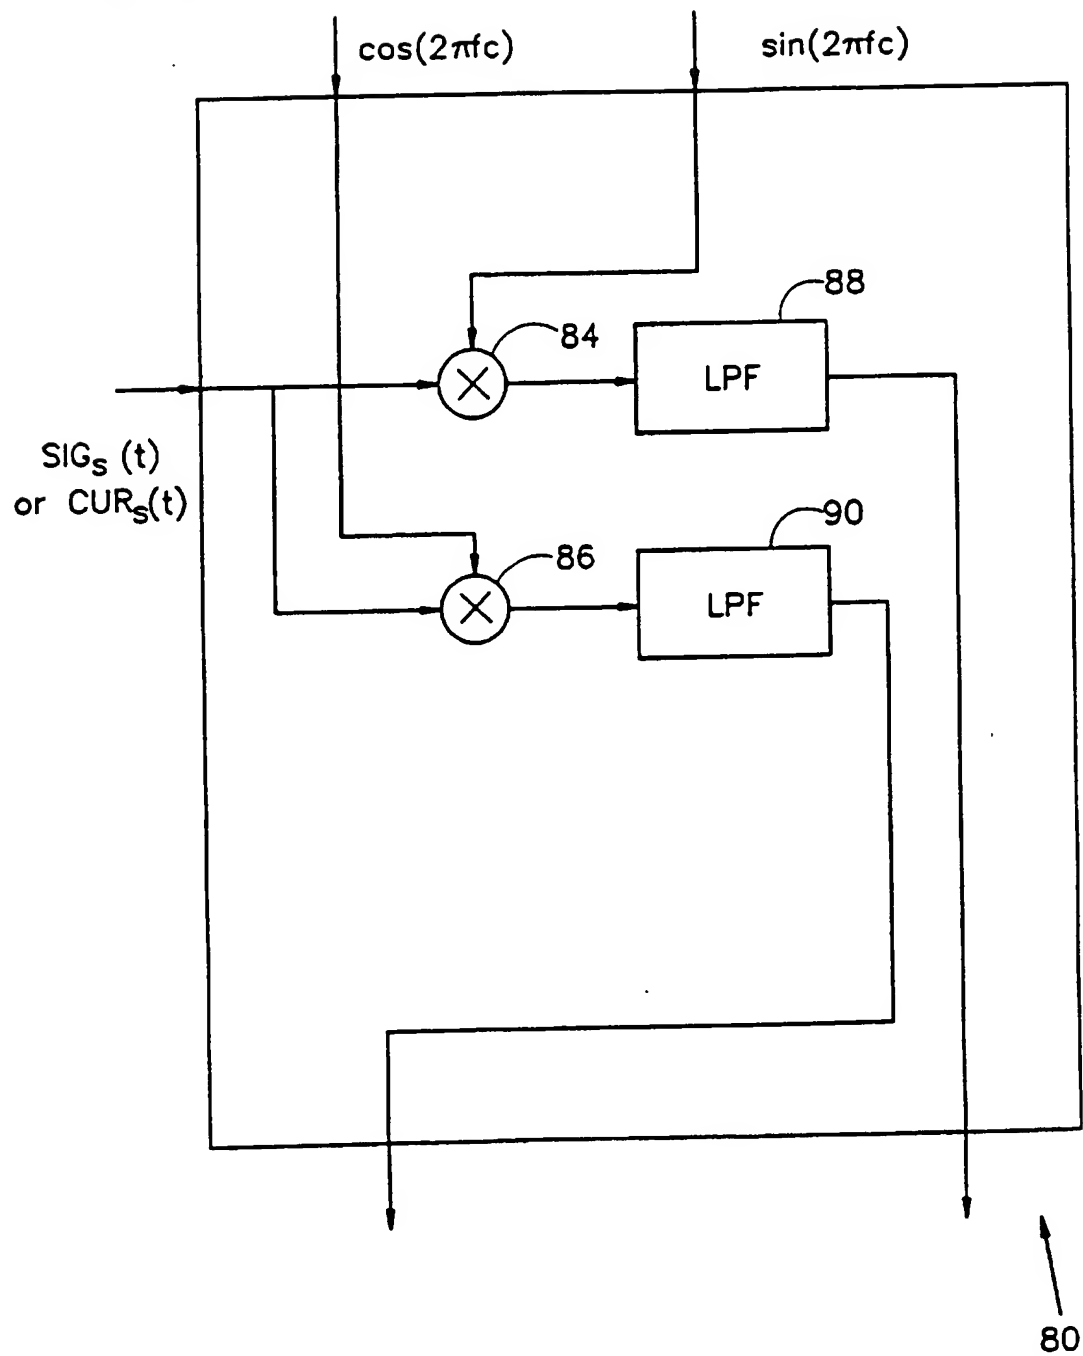 cos(2πfc)
sin(2πfc)
88
84
LPF
SIGs (t)
or CURs(t)
90
86
LPF
80